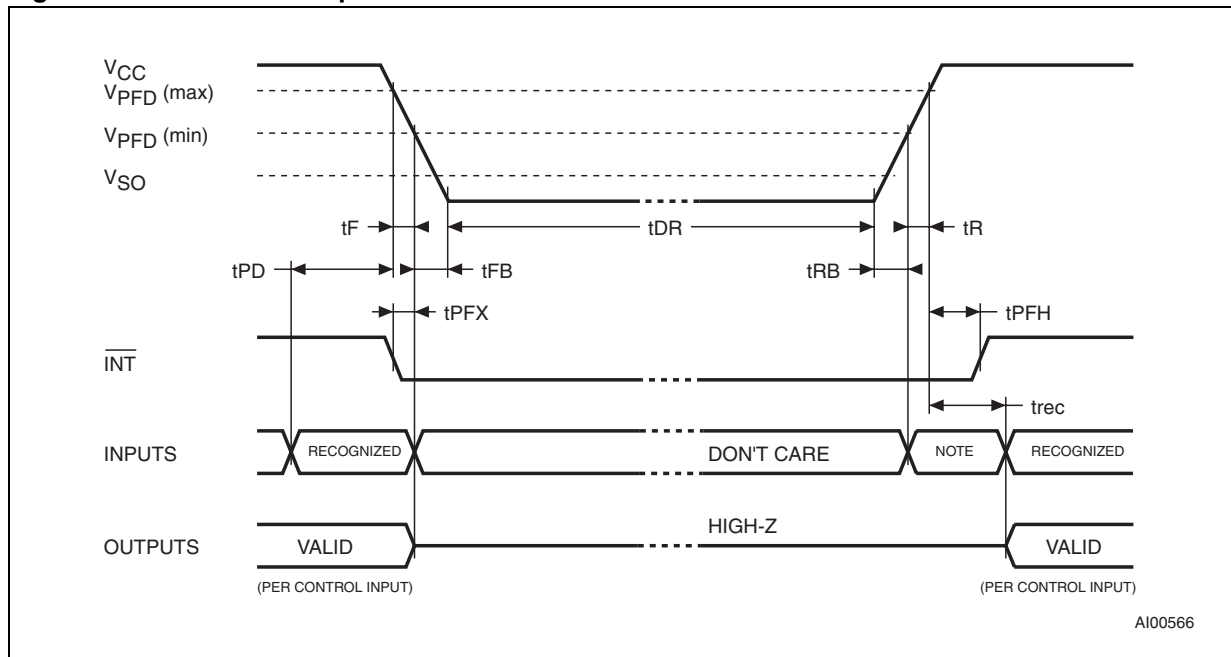 VCC
VPFD (max)
VPFD (min)
VSO
tF
tDR
tR
tPD
tFB
tRB
tPFX
tPFH
INT
trec
INPUTS
RECOGNIZED
DON'T CARE
NOTE
RECOGNIZED
OUTPUTS
VALID
HIGH-Z
VALID
(PER CONTROL INPUT)
(PER CONTROL INPUT)
AI00566